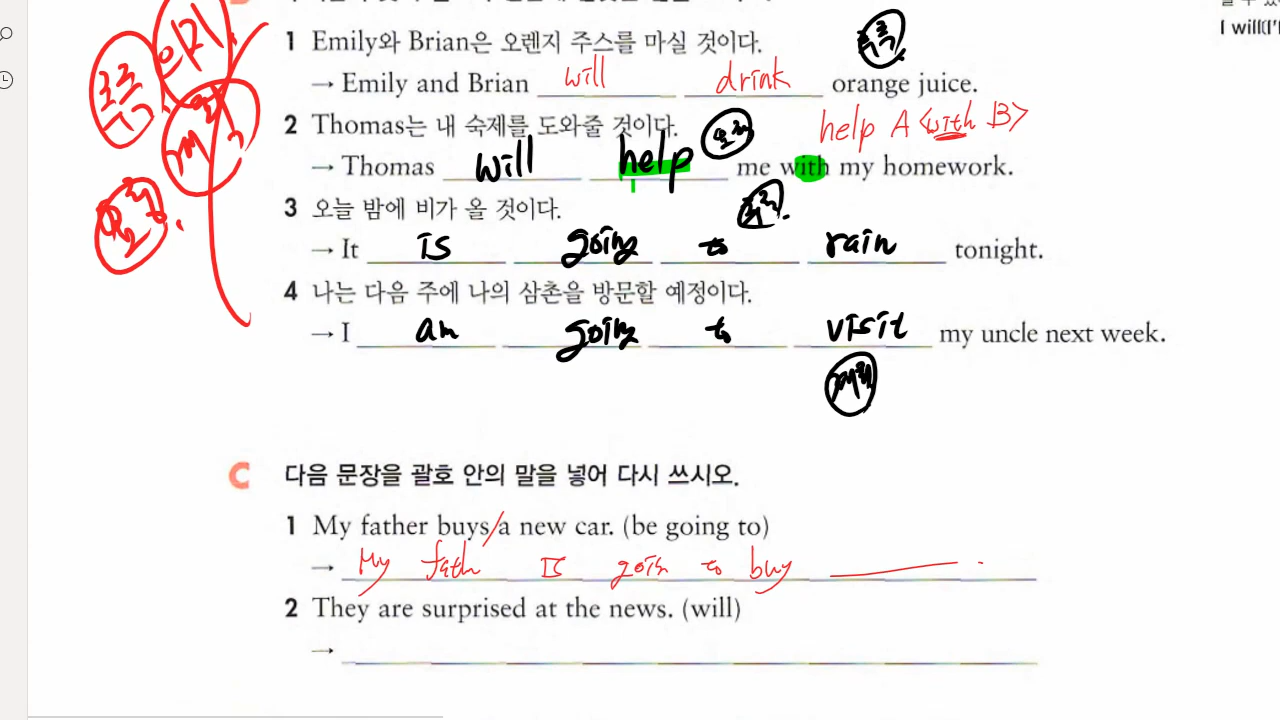 1 Emily와 Brian은 오렌지 주스를 마실 것이다.
→ Emily and Brian will drink orange juice.
help A <with B>
2 Thomas는 내 숙제를 도와줄 것이다.
→ Thomas will help me with my homework.
3 오늘 밤에 비가 올 것이다.
→ It is going to rain tonight.
4 나는 다음 주에 나의 삼촌을 방문할 예정이다.
→ I am going to visit my uncle next week.
C 다음 문장을 괄호 안의 말을 넣어 다시 쓰시오.
1 My father buys/a new car. (be going to)
→ My fath is goin to buy
2 They are surprised at the news. (will)
→
I will(I'